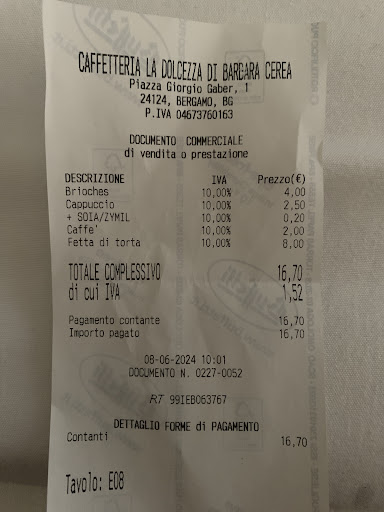 CAFFETTERIA LA DOLCEZZA DI BARBARA CEREA
Piazza Giorgio Gaber, 1
24124, BERGAMO, BG
P.IVA 04673760163
DOCUMENTO COMMERCIALE
di vendita o prestazione
DESCRIZIONE IVA Prezzo(€)
Brioches 10,00% 4,00
Cappuccio 10,00% 2,50
+ SOIA/ZYMIL 10,00% 0,20
Caffe' 10,00% 2,00
Fetta di torta 10,00% 8,00
TOTALE COMPLESSIVO 16,70
di cui IVA 1,52
Pagamento contante 16,70
Importo pagato 16,70
08-06-2024 10:01
DOCUMENTO N. 0227-0052
RT 99IEB063767
DETTAGLIO FORME di PAGAMENTO
Contanti 16,70
Tavolo: E08